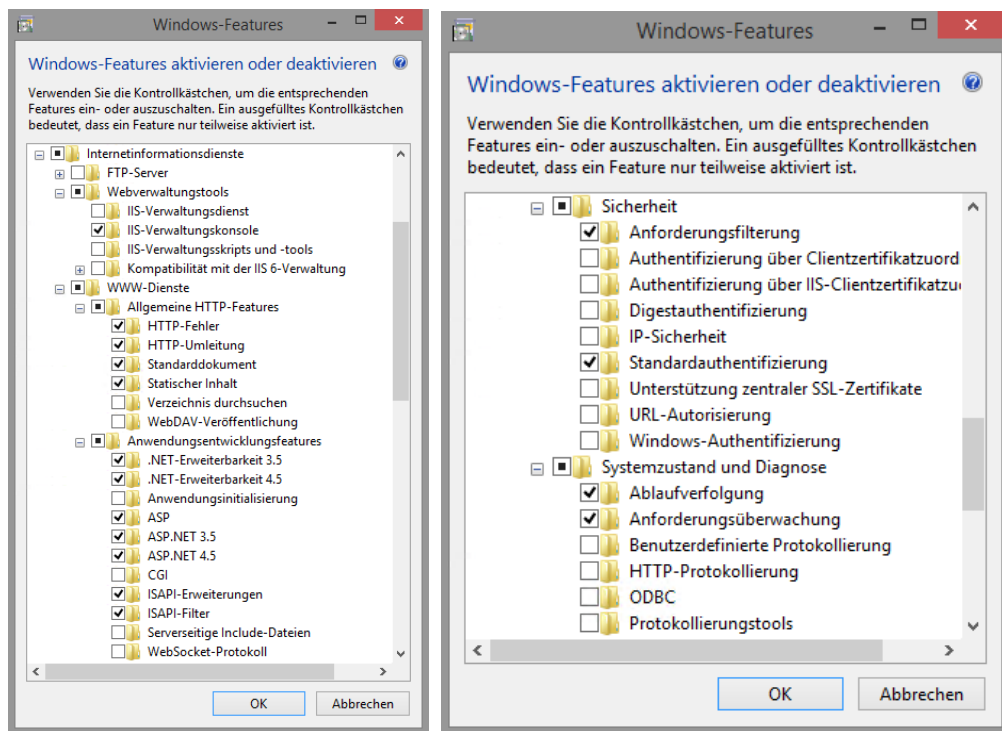 Windows-Features
Windows-Features aktivieren oder deaktivieren
Verwenden Sie die Kontrollkästchen, um die entsprechenden
Features ein- oder auszuschalten. Ein ausgefülltes Kontrollkästchen
bedeutet, dass ein Feature nur teilweise aktiviert ist.
Internetinformationsdienste
FTP-Server
Webverwaltungstools
IIS-Verwaltungsdienst
IIS-Verwaltungskonsole
IIS-Verwaltungsskripts und -tools
Kompatibilität mit der IIS 6-Verwaltung
WWW-Dienste
Allgemeine HTTP-Features
HTTP-Fehler
HTTP-Umleitung
Standarddokument
Statischer Inhalt
Verzeichnis durchsuchen
WebDAV-Veröffentlichung
Anwendungsentwicklungsfeatures
.NET-Erweiterbarkeit 3.5
.NET-Erweiterbarkeit 4.5
Anwendungsinitialisierung
ASP
ASP.NET 3.5
ASP.NET 4.5
CGI
ISAPI-Erweiterungen
ISAPI-Filter
Serverseitige Include-Dateien
WebSocket-Protokoll
OK
Abbrechen
Windows-Features
Windows-Features aktivieren oder deaktivieren
Verwenden Sie die Kontrollkästchen, um die entsprechenden
Features ein- oder auszuschalten. Ein ausgefülltes Kontrollkästchen
bedeutet, dass ein Feature nur teilweise aktiviert ist.
Sicherheit
Anforderungsfilterung
Authentifizierung über Clientzertifikatzuord
Authentifizierung über IIS-Clientzertifikatzu
Digestauthentifizierung
IP-Sicherheit
Standardauthentifizierung
Unterstützung zentraler SSL-Zertifikate
URL-Autorisierung
Windows-Authentifizierung
Systemzustand und Diagnose
Ablaufverfolgung
Anforderungsüberwachung
Benutzerdefinierte Protokollierung
HTTP-Protokollierung
ODBC
Protokollierungstools
OK
Abbrechen